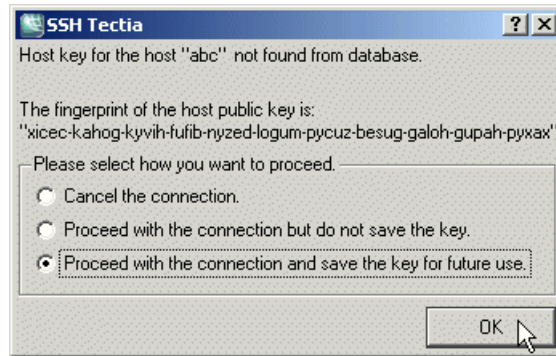 SSH Tectia
Host key for the host "abc" not found from database.
The fingerprint of the host public key is:
"xicec-kahog-kyvih-fufib-nyzed-logum-pycuz-besug-galoh-gupah-pyxax"
Please select how you want to proceed.
Cancel the connection.
Proceed with the connection but do not save the key.
Proceed with the connection and save the key for future use.
OK